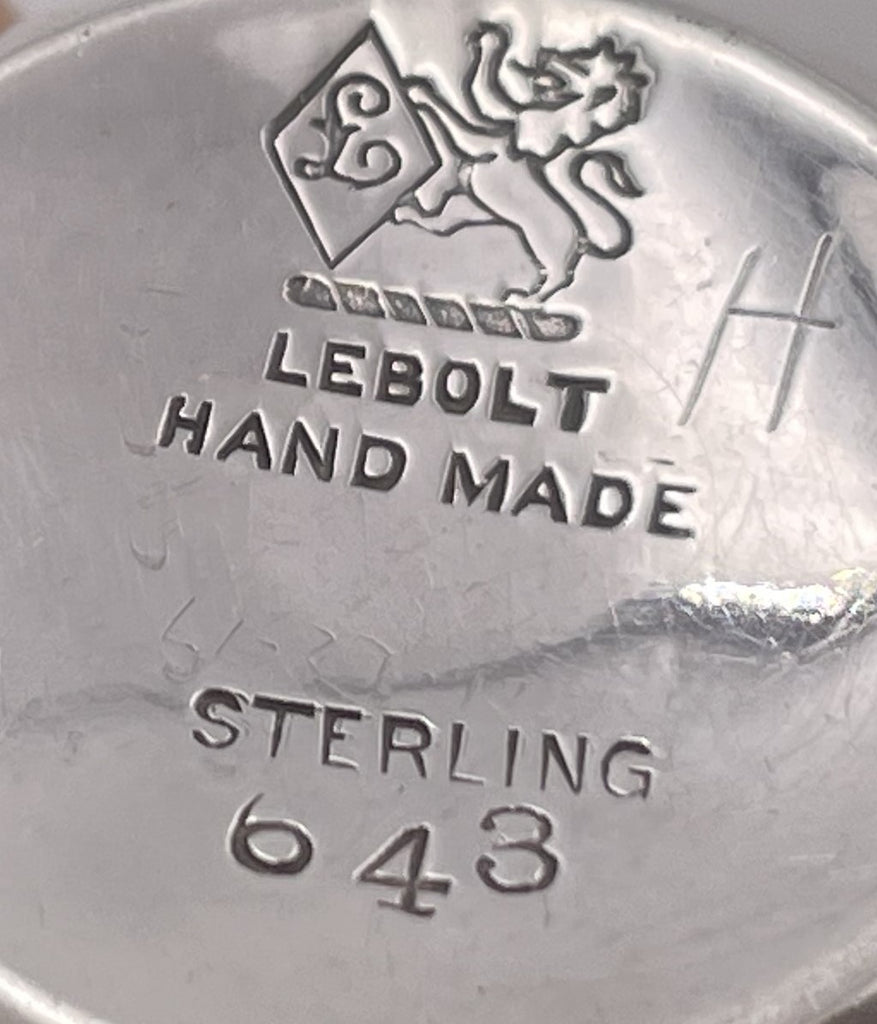 L
H
LEBOLT
HAND MADE
STERLING
643